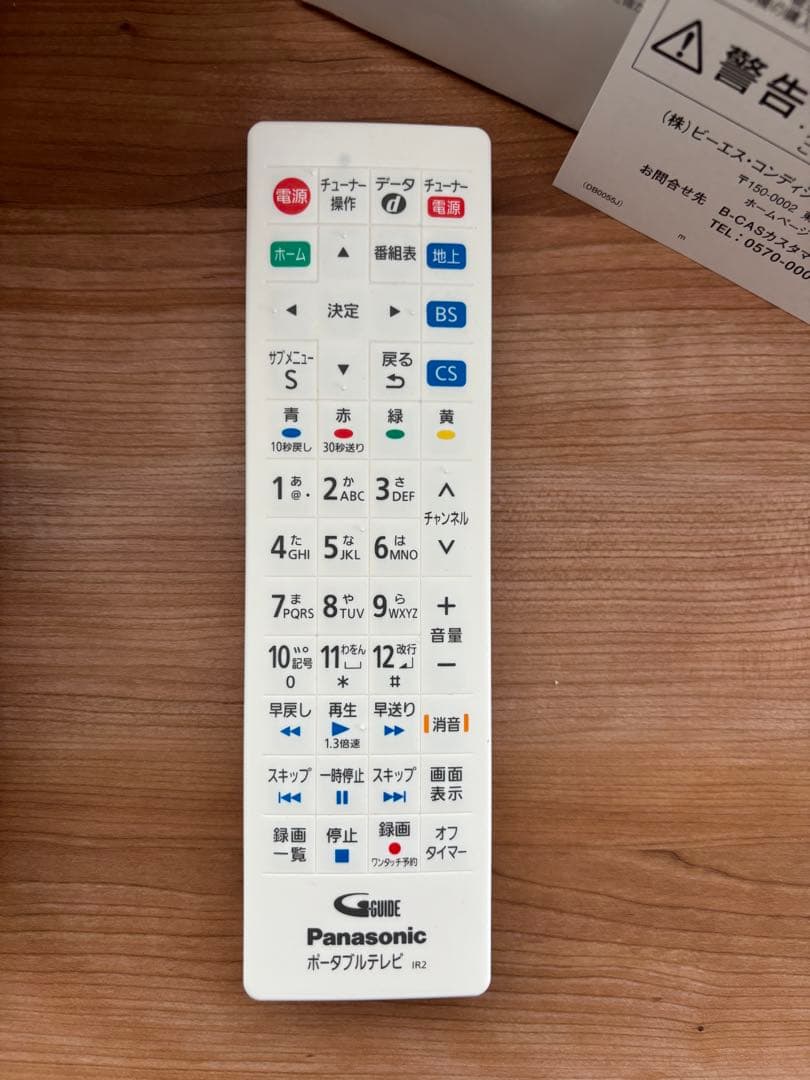 警告
(株)ビーエス・コンディ
〒150-0002
ホームページ
お問合せ先 B-CASカスタマ
TEL:0570-000
(DB0055J)
m
電源
チューナー
操作
データ
d
チューナー
電源
ホーム
▲
番組表
地上
◀
決定
▶
BS
サブメニュー
S
▼
戻る
CS
青
赤
緑
黄
10秒戻し
30秒送り
1 あ @・
2 か ABC
3 さ DEF
チャンネル
4 た GHI
5 な JKL
6 は MNO
7 ま PQRS
8 や TUV
9 ら WXYZ
+
音量
−
10 ゛゜ 記号
0
11 わをん
*
12 改行
#
早戻し
再生
1.3倍速
早送り
消音
スキップ
一時停止
スキップ
画面
表示
録画
一覧
停止
録画
ワンタッチ予約
オフ
タイマー
G-GUIDE
Panasonic
ポータブルテレビ IR2